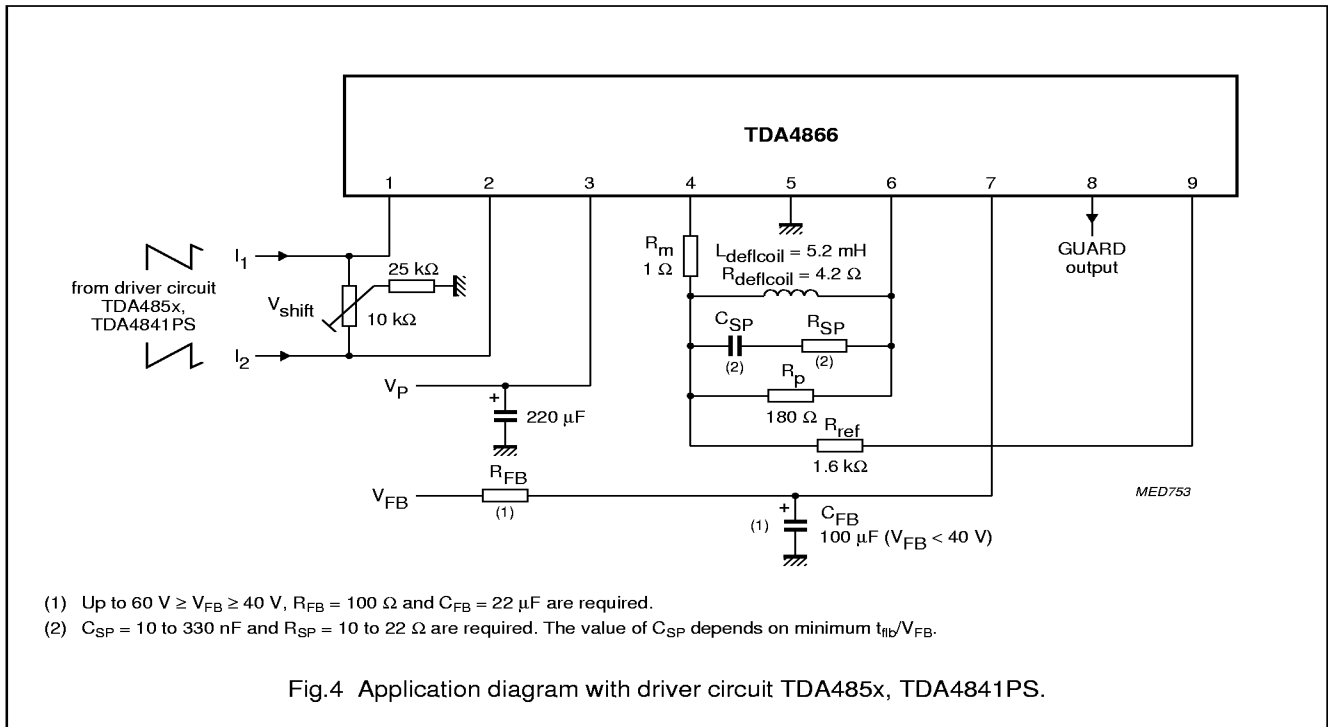 TDA4866
1 2 3 4 5 6 7 8 9
I1
from driver circuit
TDA485x,
TDA4841PS
I2
Vshift
25 kΩ
10 kΩ
VP
+
220 µF
Rm
1 Ω
Ldeflcoil = 5.2 mH
Rdeflcoil = 4.2 Ω
CSP
(2)
RSP
(2)
Rp
180 Ω
Rref
1.6 kΩ
GUARD
output
VFB
RFB
(1)
(1)
+
CFB
100 µF (VFB < 40 V)
MED753
(1) Up to 60 V ≥ VFB ≥ 40 V, RFB = 100 Ω and CFB = 22 µF are required.
(2) CSP = 10 to 330 nF and RSP = 10 to 22 Ω are required. The value of CSP depends on minimum tflb/VFB.
Fig.4 Application diagram with driver circuit TDA485x, TDA4841PS.